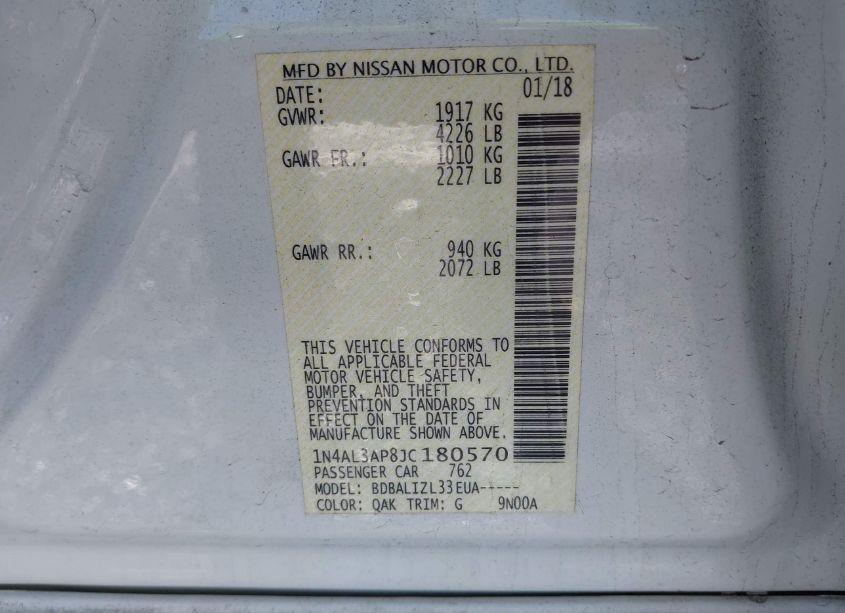 MFD BY NISSAN MOTOR CO., LTD.
DATE: 01/18
GVWR: 1917 KG
4226 LB
GAWR FR.: 1010 KG
2227 LB
GAWR RR.: 940 KG
2072 LB
THIS VEHICLE CONFORMS TO
ALL APPLICABLE FEDERAL
MOTOR VEHICLE SAFETY,
BUMPER, AND THEFT
PREVENTION STANDARDS IN
EFFECT ON THE DATE OF
MANUFACTURE SHOWN ABOVE.
1N4AL3AP8JC180570
PASSENGER CAR 762
MODEL: BDBALIZL33EUA-----
COLOR: QAK TRIM: G 9N00A